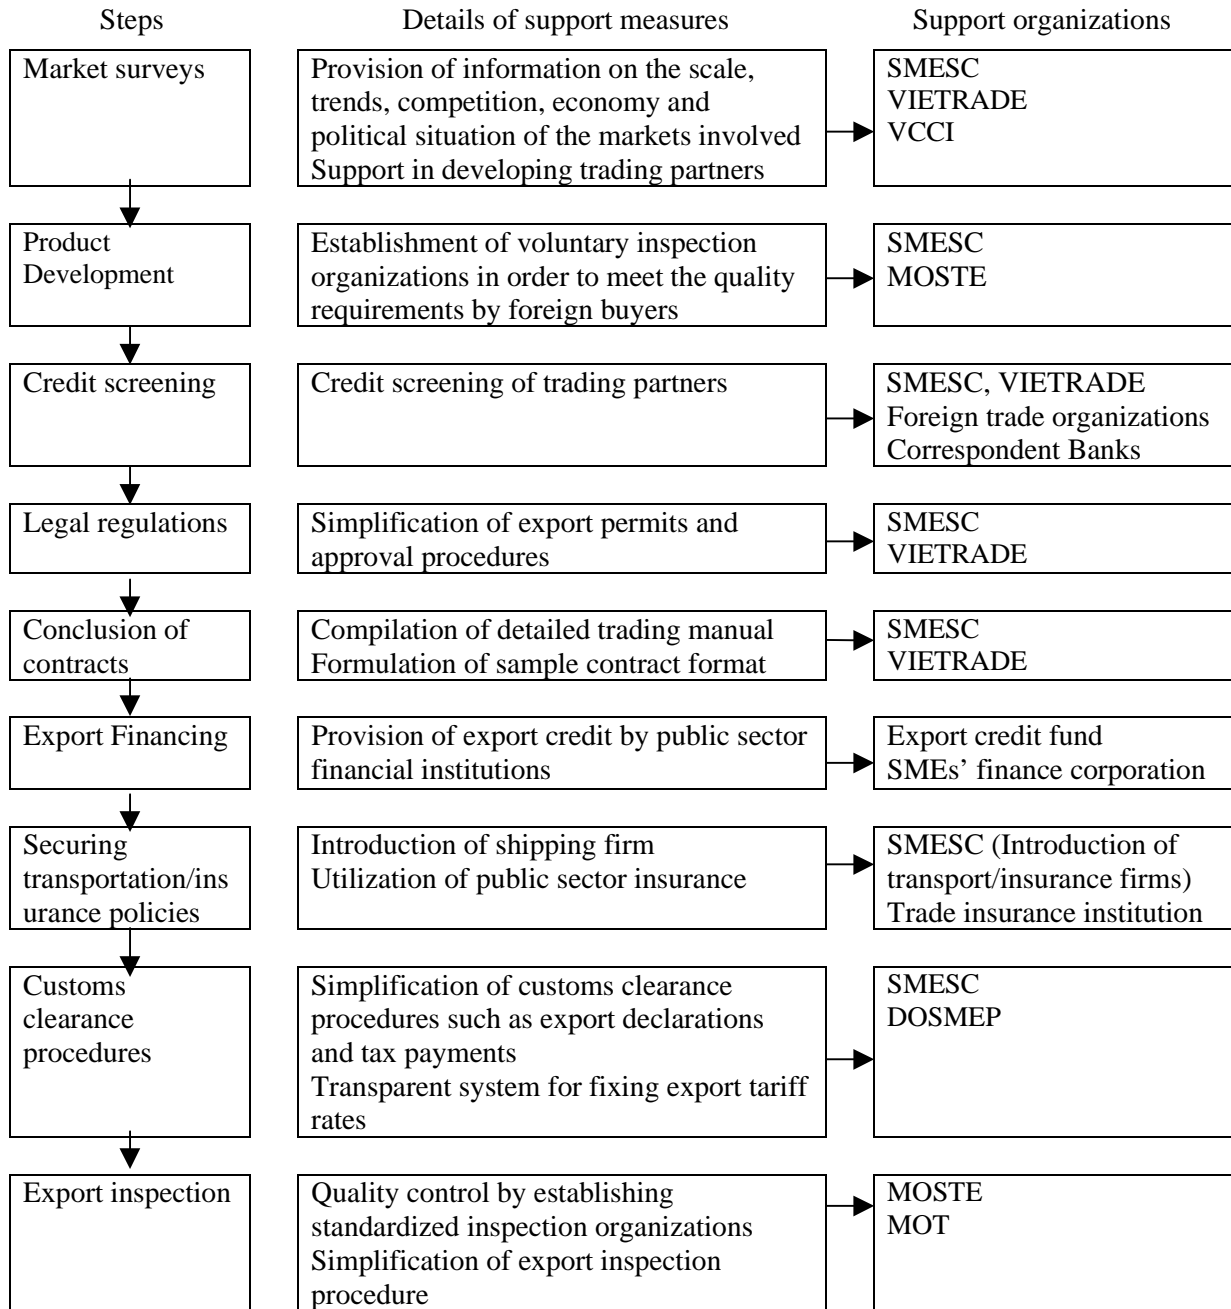 Steps
Details of support measures
Support organizations
Market surveys
Provision of information on the scale,
trends, competition, economy and
political situation of the markets involved
Support in developing trading partners
SMESC
VIETRADE
VCCI
Product
Development
Establishment of voluntary inspection
organizations in order to meet the quality
requirements by foreign buyers
SMESC
MOSTE
Credit screening
Credit screening of trading partners
SMESC, VIETRADE
Foreign trade organizations
Correspondent Banks
Legal regulations
Simplification of export permits and
approval procedures
SMESC
VIETRADE
Conclusion of
contracts
Compilation of detailed trading manual
Formulation of sample contract format
SMESC
VIETRADE
Export Financing
Provision of export credit by public sector
financial institutions
Export credit fund
SMEs’ finance corporation
Securing
transportation/ins
urance policies
Introduction of shipping firm
Utilization of public sector insurance
SMESC (Introduction of
transport/insurance firms)
Trade insurance institution
Customs
clearance
procedures
Simplification of customs clearance
procedures such as export declarations
and tax payments
Transparent system for fixing export tariff
rates
SMESC
DOSMEP
Export inspection
Quality control by establishing
standardized inspection organizations
Simplification of export inspection
procedure
MOSTE
MOT